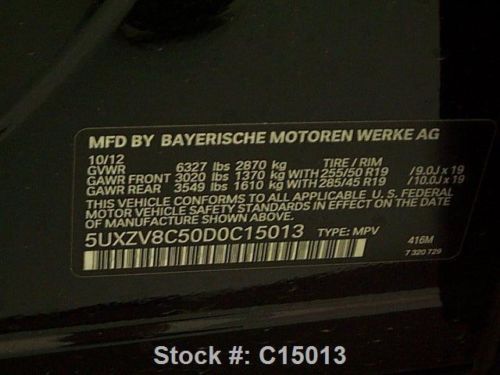 MFD BY BAYERISCHE MOTOREN WERKE AG
10/12
GVWR 6327 lbs 2870 kg TIRE / RIM
GAWR FRONT 3020 lbs 1370 kg WITH 255/50 R19 /9.0J x 19
GAWR REAR 3549 lbs 1610 kg WITH 285/45 R19 /10.0J x 19
THIS VEHICLE CONFORMS TO ALL APPLICABLE U. S. FEDERAL
MOTOR VEHICLE SAFETY STANDARDS IN EFFECT ON THE DATE
OF MANUFACTURE SHOWN ABOVE.
5UXZV8C50D0C15013 TYPE: MPV
416M
7 320 729
Stock #: C15013